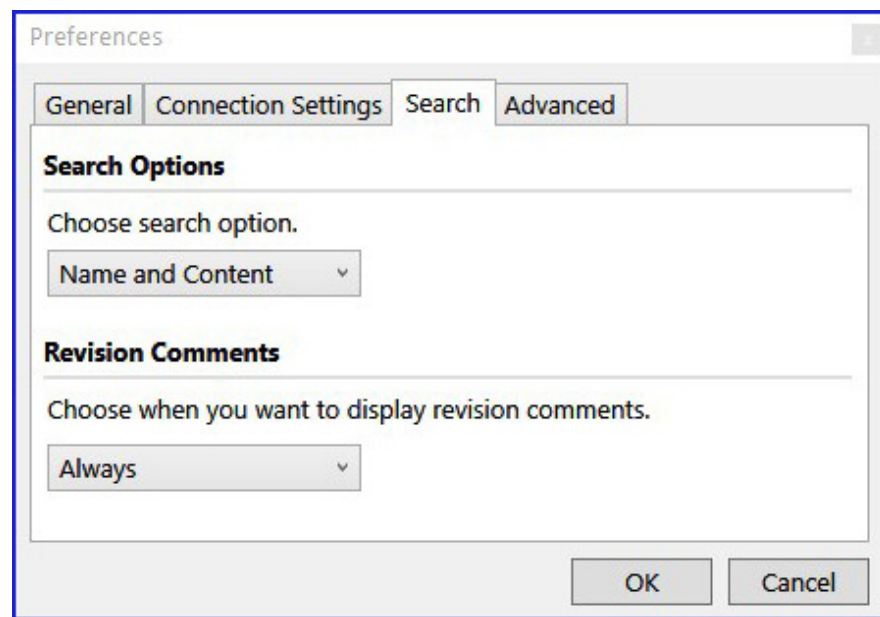 Preferences
General Connection Settings Search Advanced
Search Options
Choose search option.
Name and Content
Revision Comments
Choose when you want to display revision comments.
Always
OK Cancel